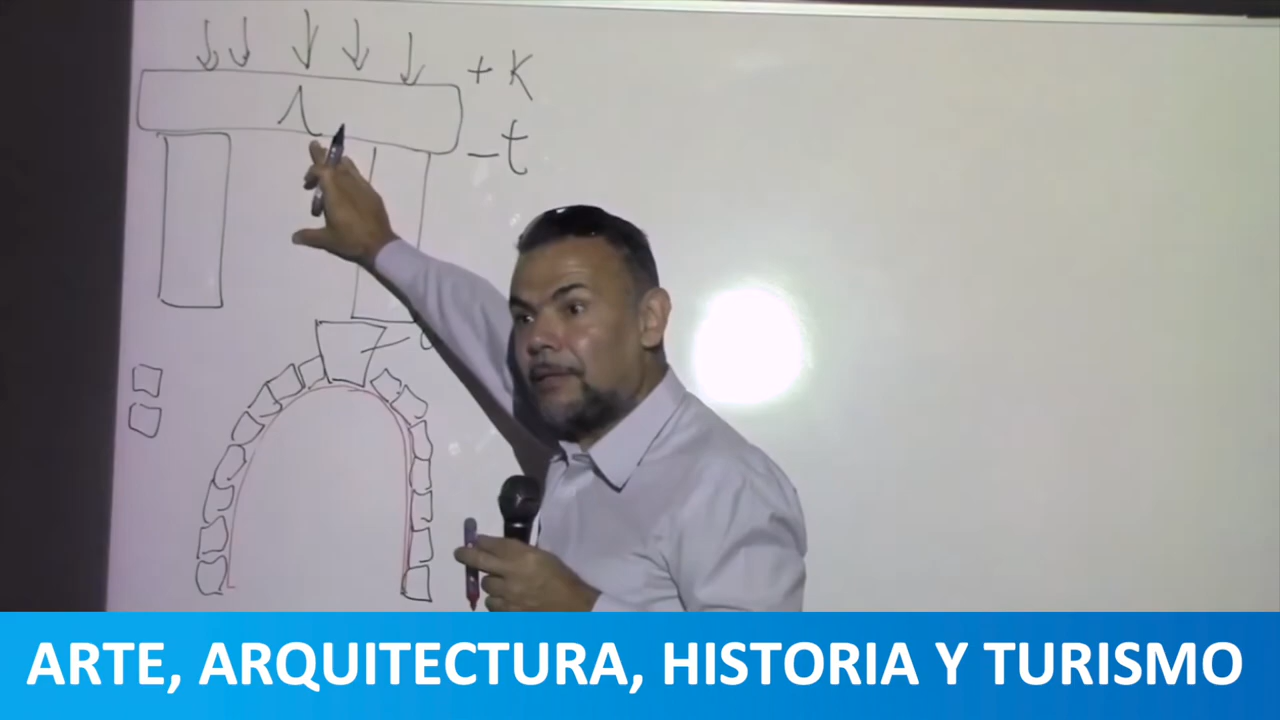 + K
- t
ARTE, ARQUITECTURA, HISTORIA Y TURISMO